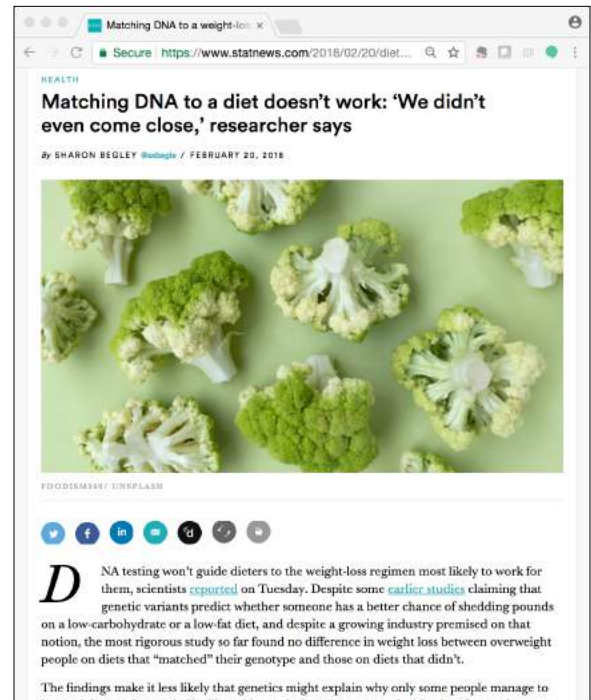 Matching DNA to a weight-los
Secure https://www.statnews.com/2018/02/20/diet...
HEALTH
Matching DNA to a diet doesn't work: 'We didn't
even come close,' researcher says
By SHARON BEGLEY @sxbegle / FEBRUARY 20, 2018
FOODISM360/ UNSPLASH
DNA testing won't guide dieters to the weight-loss regimen most likely to work for
them, scientists reported on Tuesday. Despite some earlier studies claiming that
genetic variants predict whether someone has a better chance of shedding pounds
on a low-carbohydrate or a low-fat diet, and despite a growing industry premised on that
notion, the most rigorous study so far found no difference in weight loss between overweight
people on diets that "matched" their genotype and those on diets that didn't.
The findings make it less likely that genetics might explain why only some people manage to